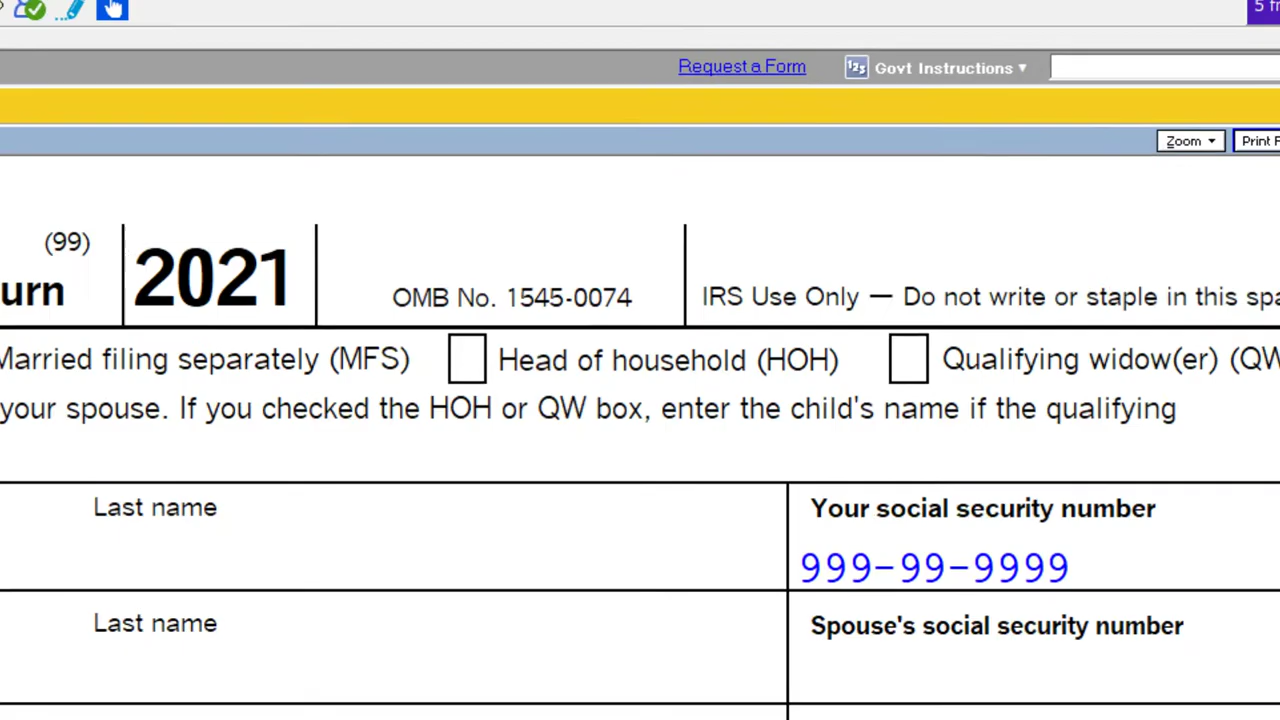 5 fr
Request a Form
Govt Instructions
Zoom
Print F
(99)
urn
2021
OMB No. 1545-0074
IRS Use Only — Do not write or staple in this spa
Married filing separately (MFS)
Head of household (HOH)
Qualifying widow(er) (QW
your spouse. If you checked the HOH or QW box, enter the child's name if the qualifying
Last name
Your social security number
999-99-9999
Last name
Spouse's social security number